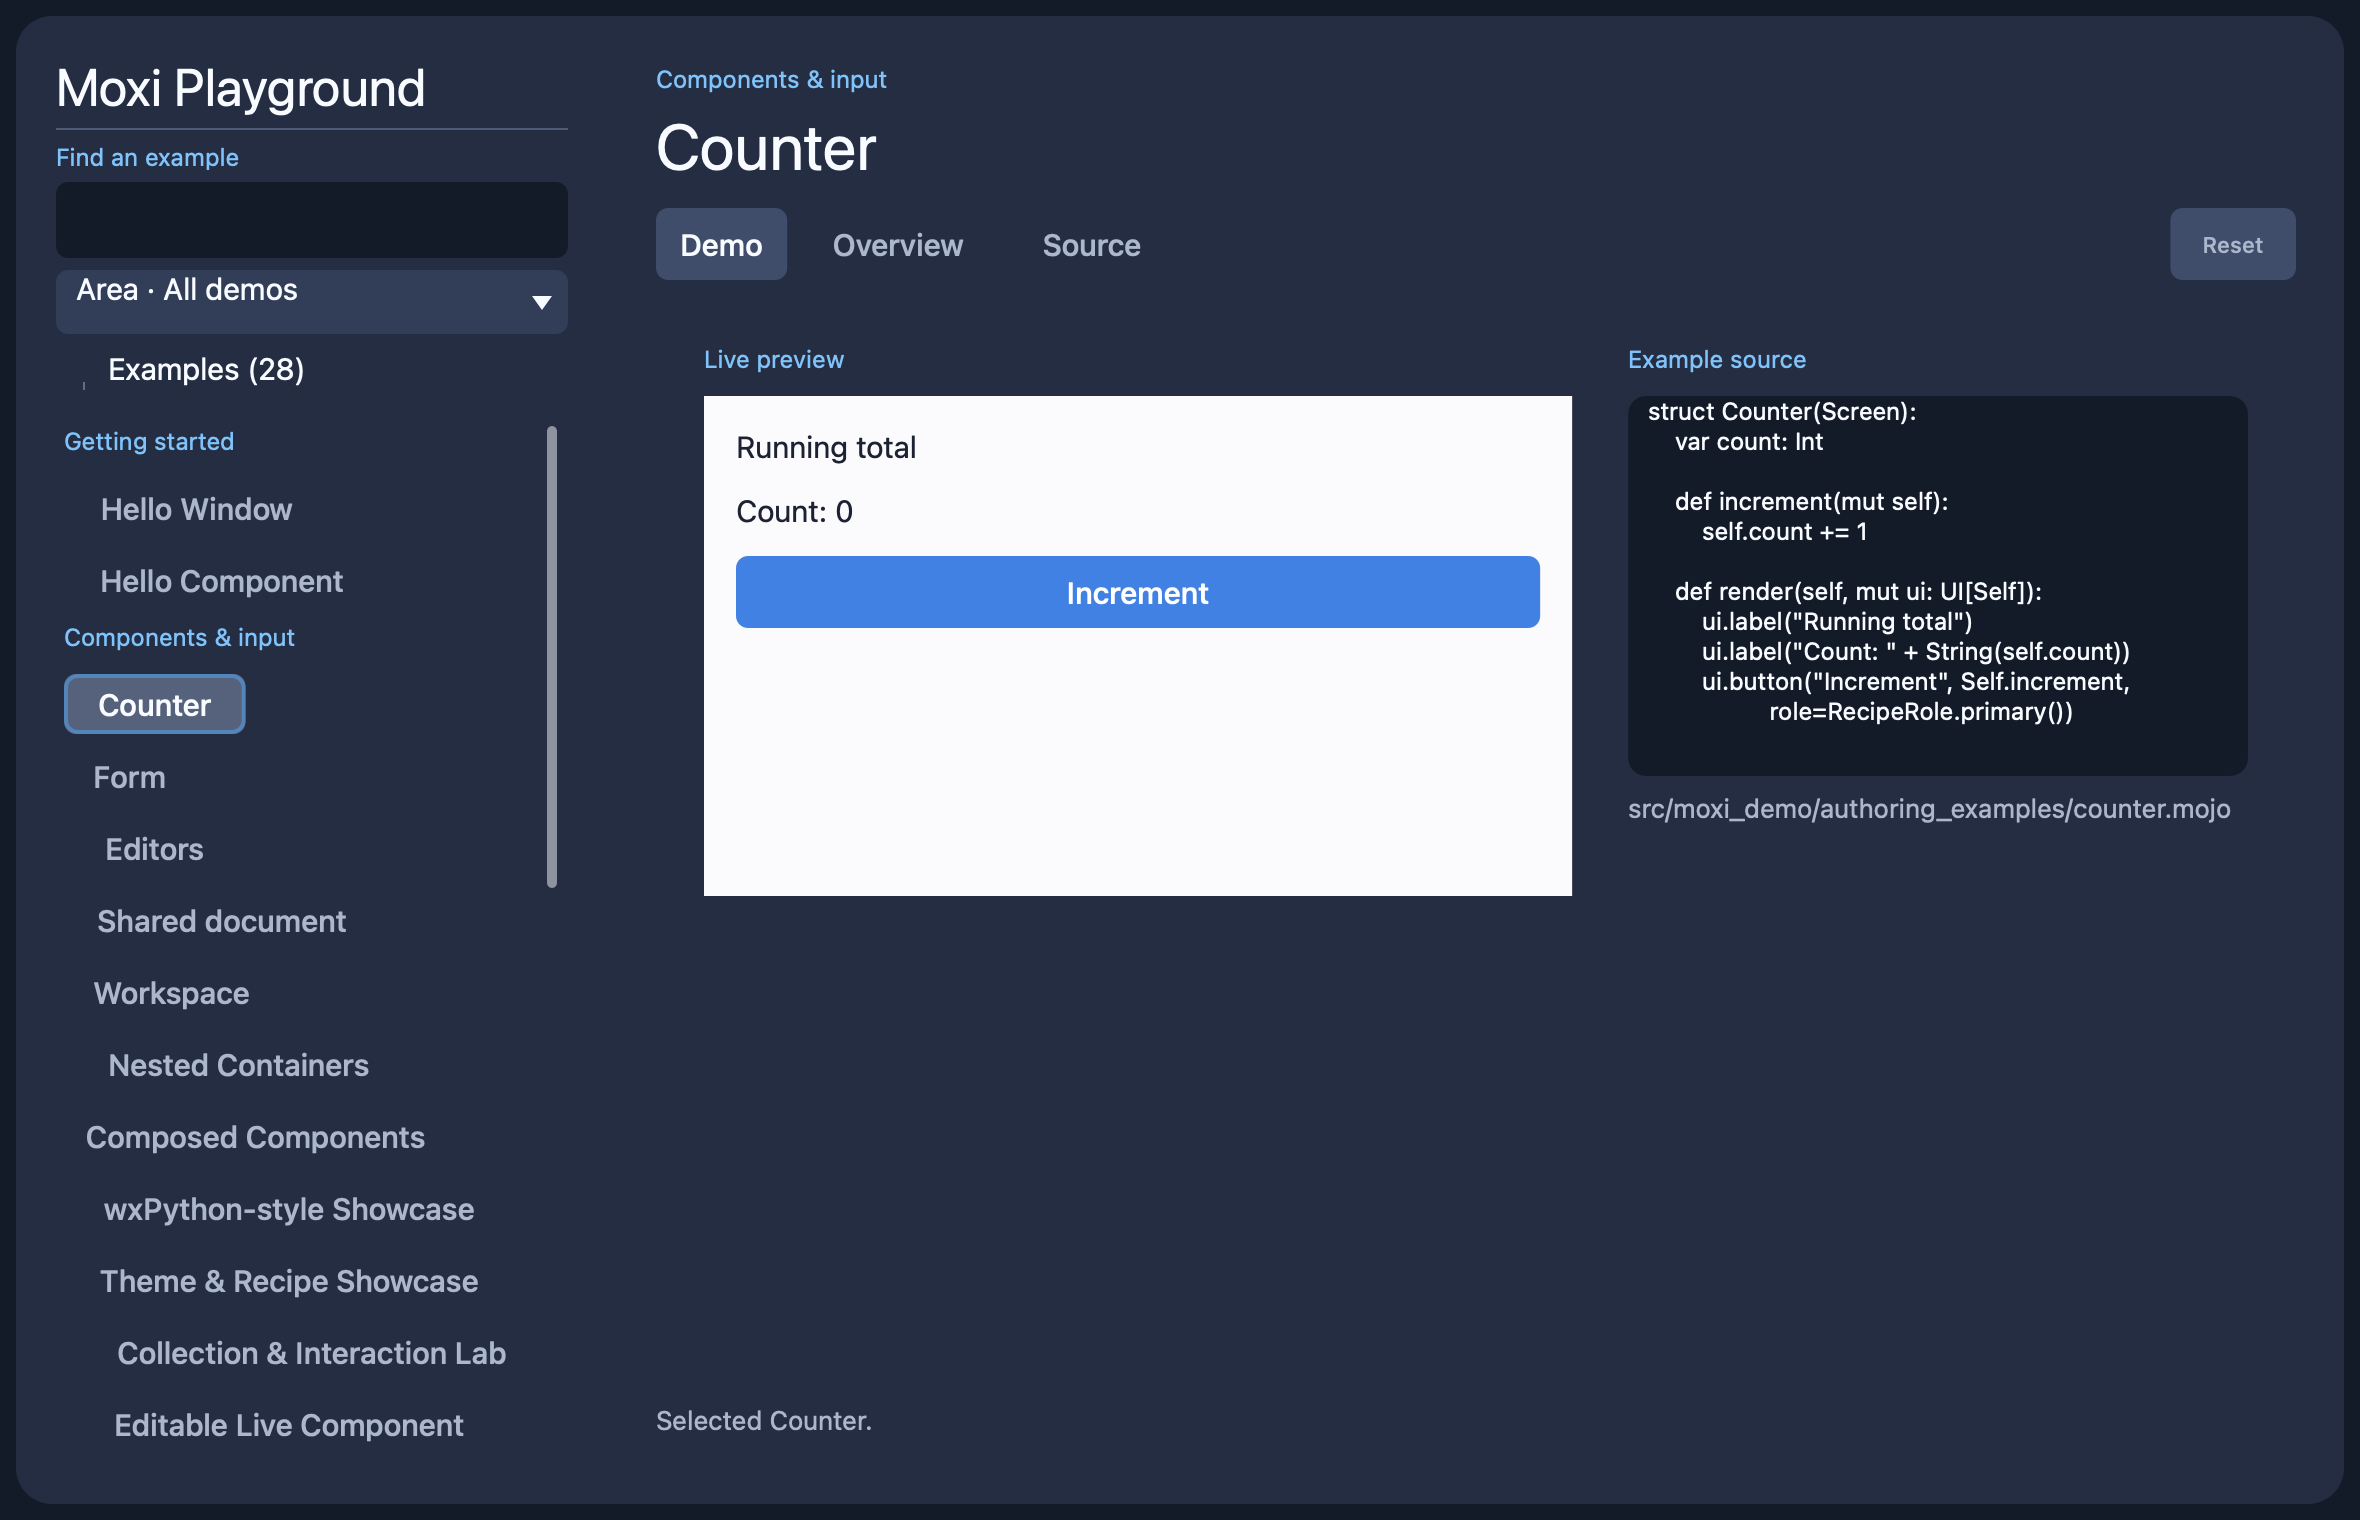 Moxi Playground
Find an example
Area · All demos
Examples (28)
Getting started
Hello Window
Hello Component
Components & input
Counter
Form
Editors
Shared document
Workspace
Nested Containers
Composed Components
wxPython-style Showcase
Theme & Recipe Showcase
Collection & Interaction Lab
Editable Live Component
Components & input
Counter
Demo
Overview
Source
Reset
Live preview
Running total
Count: 0
Increment
Example source
struct Counter(Screen):
    var count: Int
    def increment(mut self):
        self.count += 1
    def render(self, mut ui: UI[Self]):
        ui.label("Running total")
        ui.label("Count: " + String(self.count))
        ui.button("Increment", Self.increment,
                  role=RecipeRole.primary())
src/moxi_demo/authoring_examples/counter.mojo
Selected Counter.